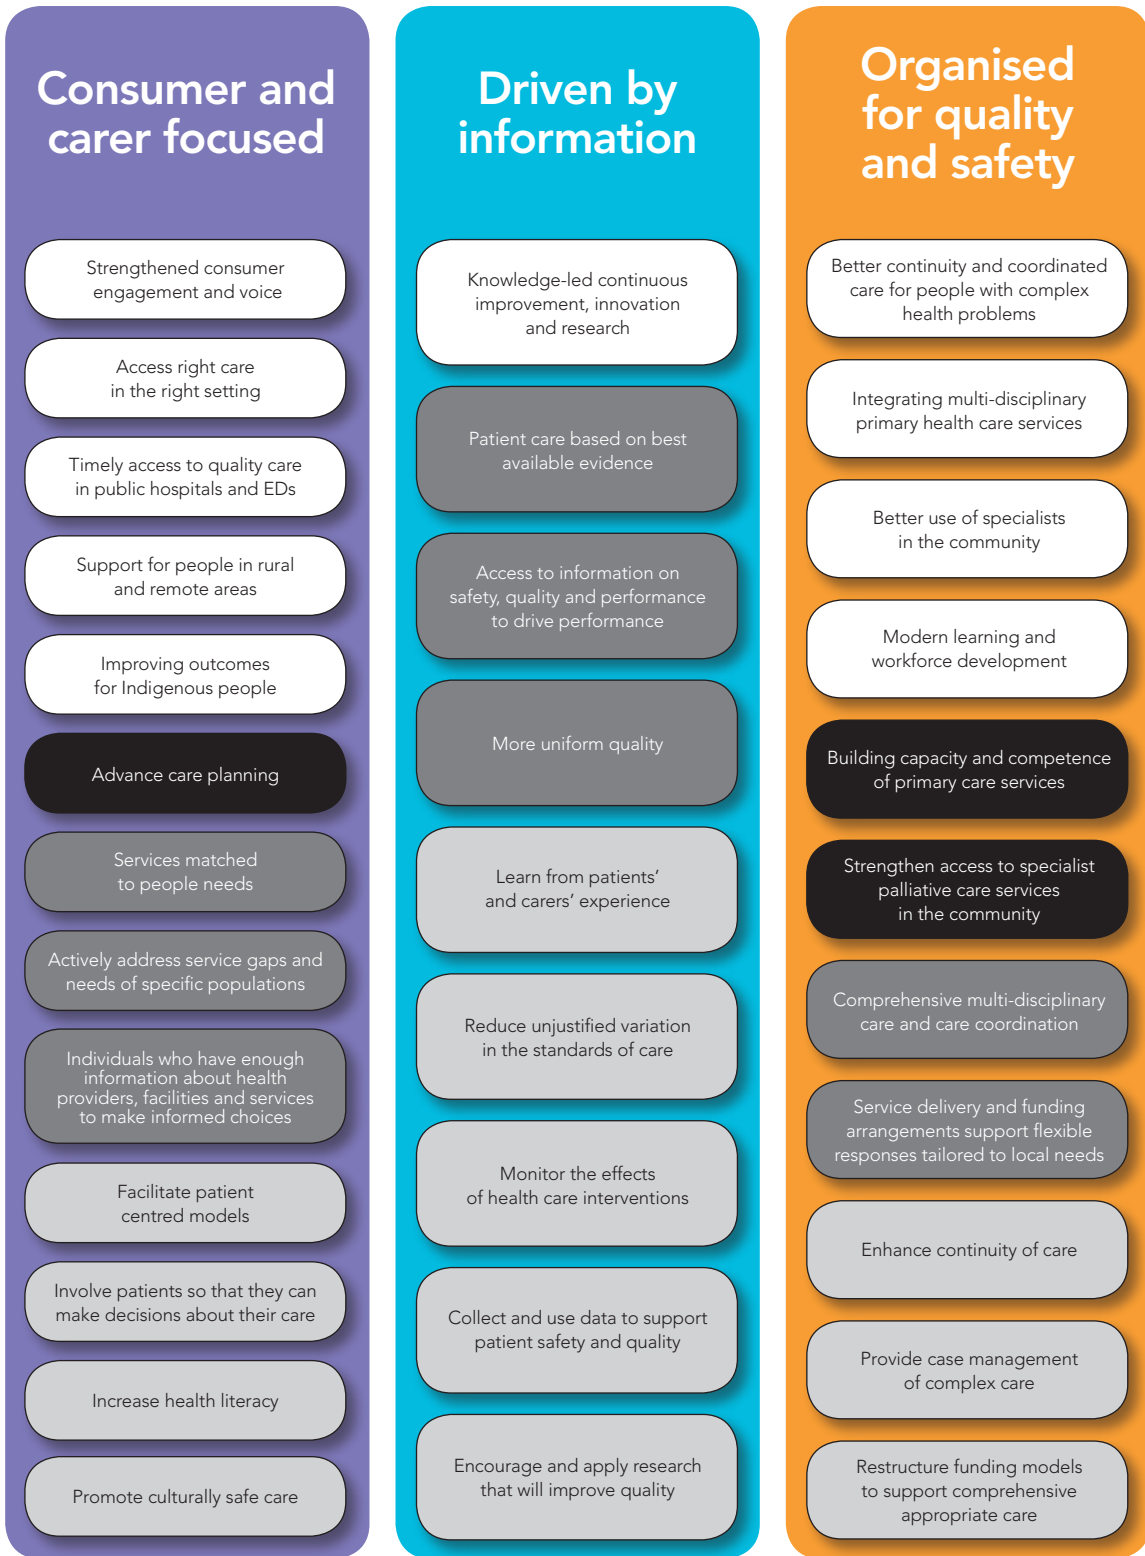 Consumer and
carer focused
Strengthened consumer
engagement and voice
Access right care
in the right setting
Timely access to quality care
in public hospitals and EDs
Support for people in rural
and remote areas
Improving outcomes
for Indigenous people
Advance care planning
Services matched
to people needs
Actively address service gaps and
needs of specific populations
Individuals who have enough
information about health
providers, facilities and services
to make informed choices
Facilitate patient
centred models
Involve patients so that they can
make decisions about their care
Increase health literacy
Promote culturally safe care
Driven by
information
Knowledge-led continuous
improvement, innovation
and research
Patient care based on best
available evidence
Access to information on
safety, quality and performance
to drive performance
More uniform quality
Learn from patients’
and carers’ experience
Reduce unjustified variation
in the standards of care
Monitor the effects
of health care interventions
Collect and use data to support
patient safety and quality
Encourage and apply research
that will improve quality
Organised
for quality
and safety
Better continuity and coordinated
care for people with complex
health problems
Integrating multi-disciplinary
primary health care services
Better use of specialists
in the community
Modern learning and
workforce development
Building capacity and competence
of primary care services
Strengthen access to specialist
palliative care services
in the community
Comprehensive multi-disciplinary
care and care coordination
Service delivery and funding
arrangements support flexible
responses tailored to local needs
Enhance continuity of care
Provide case management
of complex care
Restructure funding models
to support comprehensive
appropriate care